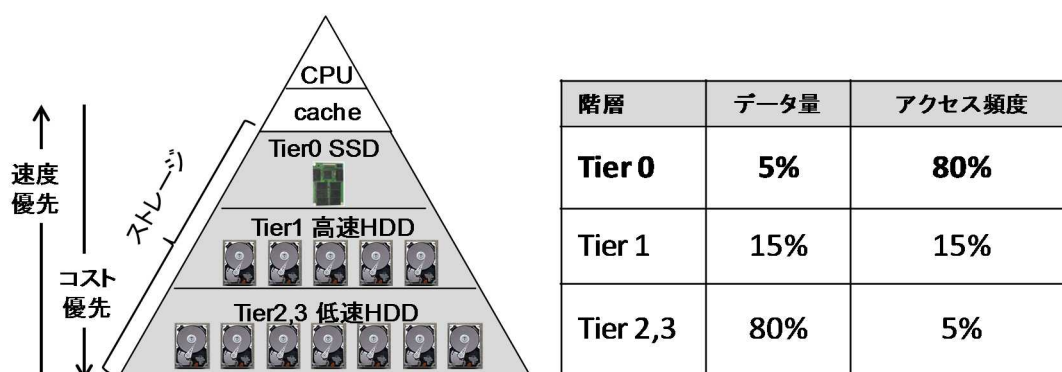 CPU
cache
Tier0 SSD
Tier1 高速HDD
Tier2,3 低速HDD
ストレージ
速度
優先
コスト
優先
階層 データ量 アクセス頻度
Tier 0 5% 80%
Tier 1 15% 15%
Tier 2,3 80% 5%